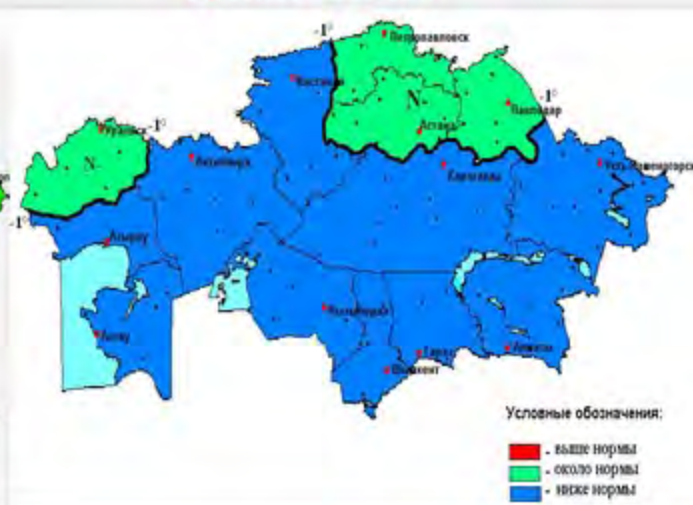 -1°
Петропавловск
Костанай
N
-1°
Павлодар
Астана
Уральск
-1°
N
Актюбинск
Караганда
Усть-Каменогорск
-1°
Атырау
Актау
Кызылорда
Тараз
Алматы
Шымкент
Условные обозначения:
- выше нормы
- около нормы
- ниже нормы